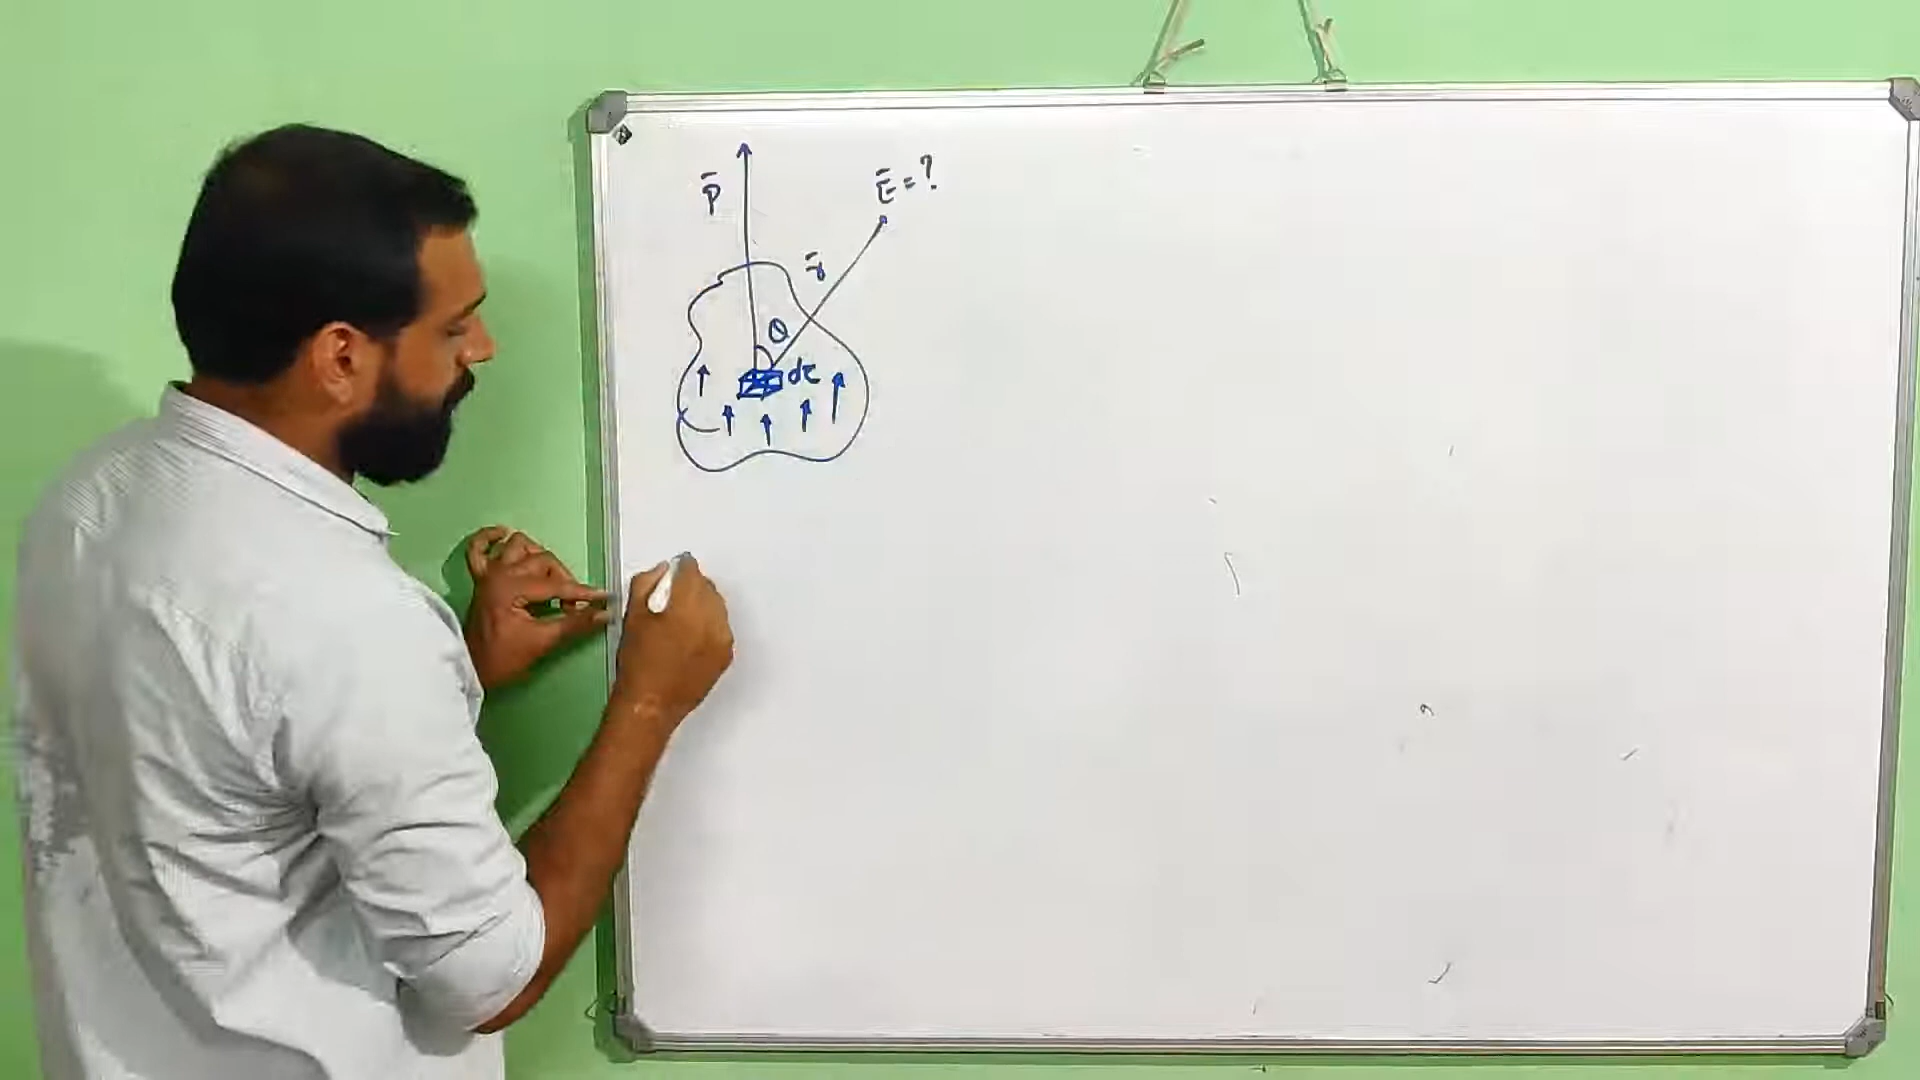 p̄
Ē = ?
r̄
θ
dτ